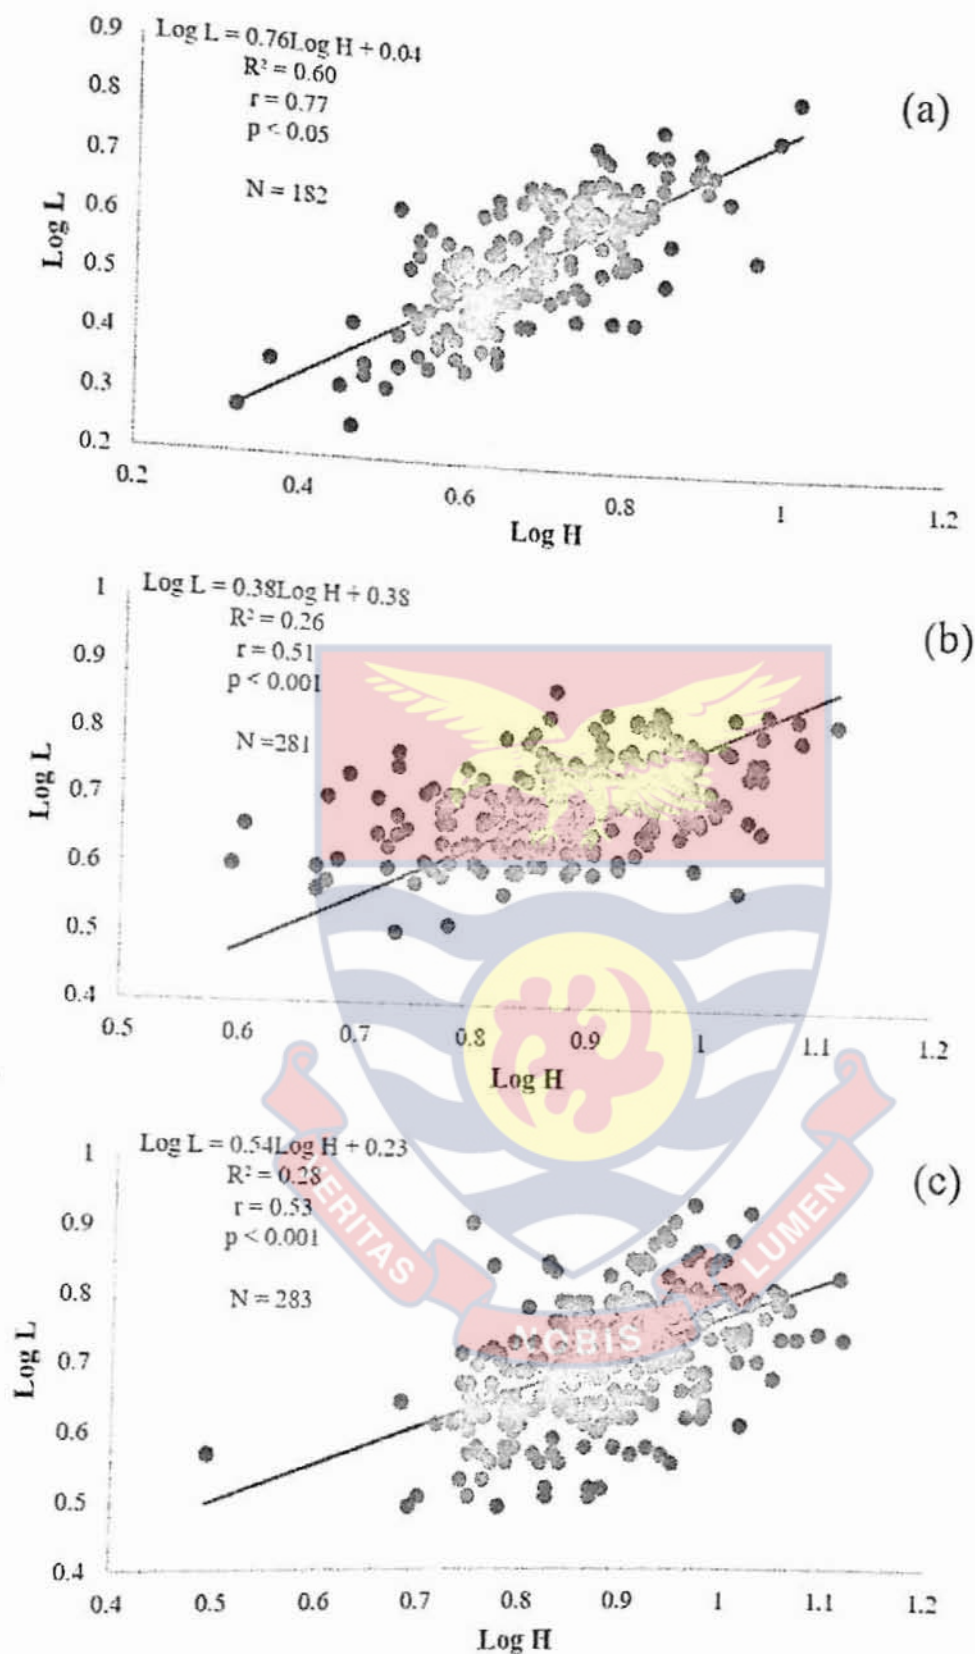 Log L = 0.76Log H + 0.04
R² = 0.60
r = 0.77
p < 0.05
N = 182
(a)
0.9
0.8
0.7
0.6
0.5
0.4
0.3
0.2
Log L
0.2 0.4 0.6 0.8 1 1.2
Log H
Log L = 0.38Log H + 0.38
R² = 0.26
r = 0.51
p < 0.001
N =281
(b)
1
0.9
0.8
0.7
0.6
0.5
0.4
Log L
0.5 0.6 0.7 0.8 0.9 1 1.1 1.2
Log H
Log L = 0.54Log H + 0.23
R² = 0.28
r = 0.53
p < 0.001
N = 283
(c)
1
0.9
0.8
0.7
0.6
0.5
0.4
Log L
0.4 0.5 0.6 0.7 0.8 0.9 1 1.1 1.2
Log H
VERITAS
NOBIS
LUMEN